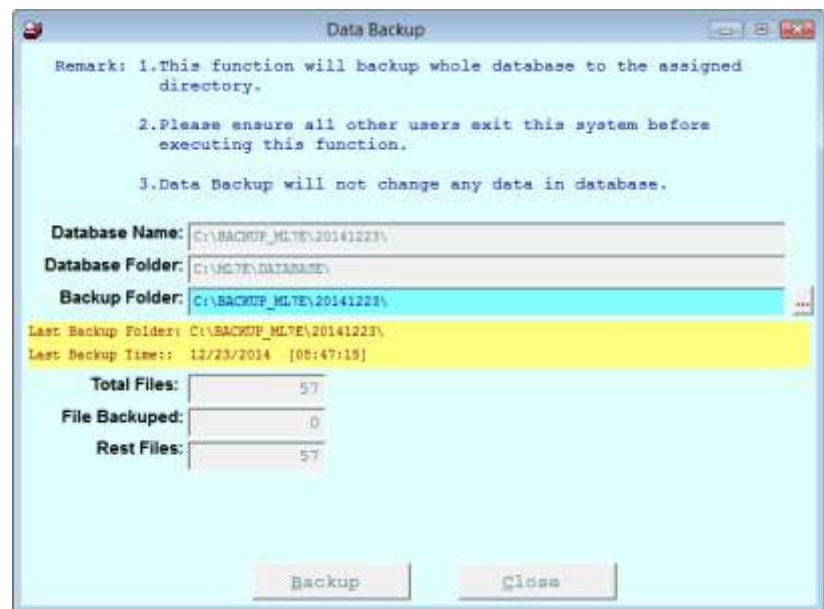 Data Backup
Remark: 1.This function will backup whole database to the assigned
directory.
2.Please ensure all other users exit this system before
executing this function.
3.Data Backup will not change any data in database.
Database Name: C:\BACKUP_ML7E\20141223\
Database Folder: C:\ML7E\DATABASE\
Backup Folder: C:\BACKUP_ML7E\20141223\ ...
Last Backup Folder: C:\BACKUP_ML7E\20141223\
Last Backup Time:: 12/23/2014 [08:47:15]
Total Files: 57
File Backuped: 0
Rest Files: 57
Backup Close